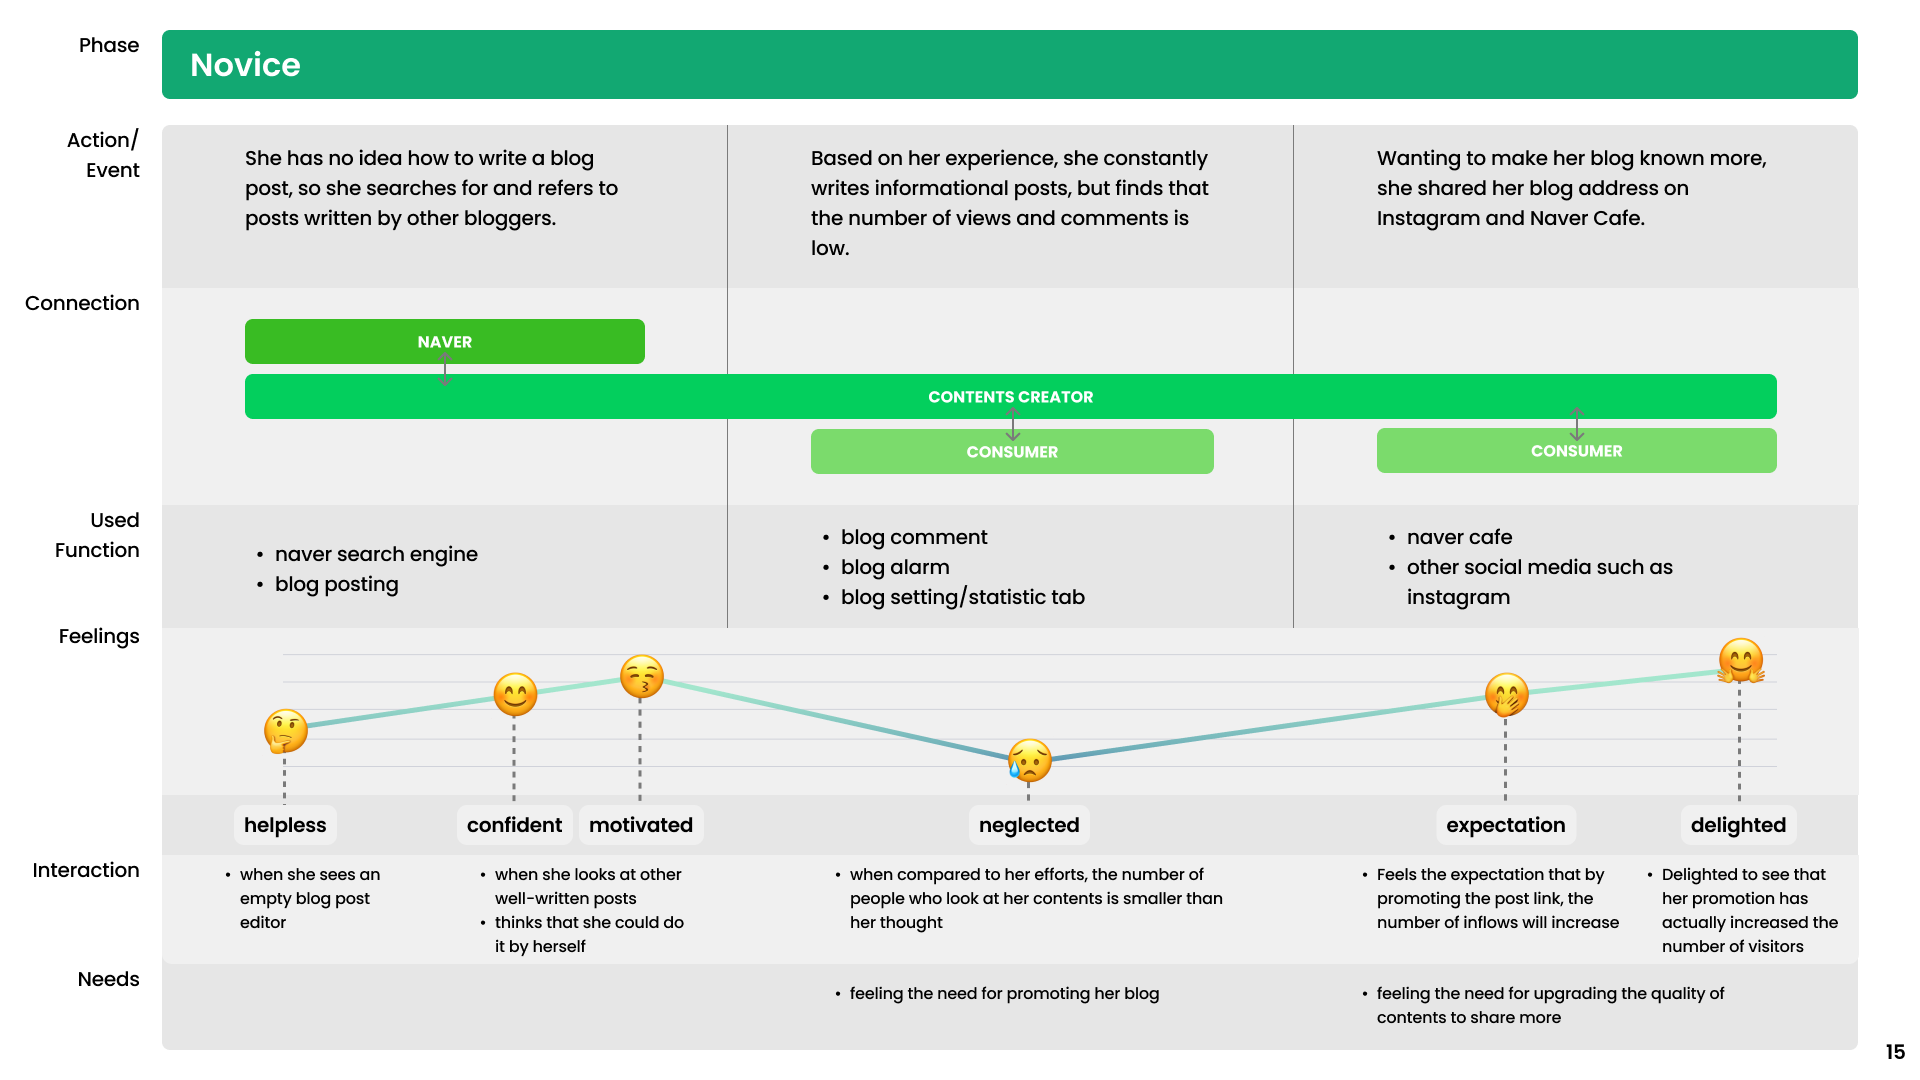 Phase
Novice
Action/
Event
She has no idea how to write a blog
post, so she searches for and refers to
posts written by other bloggers.
Based on her experience, she constantly
writes informational posts, but finds that
the number of views and comments is
low.
Wanting to make her blog known more,
she shared her blog address on
Instagram and Naver Cafe.
Connection
NAVER
CONTENTS CREATOR
CONSUMER
CONSUMER
Used
Function
• naver search engine
• blog posting
• blog comment
• blog alarm
• blog setting/statistic tab
• naver cafe
• other social media such as
instagram
Feelings
helpless
confident
motivated
neglected
expectation
delighted
Interaction
• when she sees an
empty blog post
editor
• when she looks at other
well-written posts
• thinks that she could do
it by herself
• when compared to her efforts, the number of
people who look at her contents is smaller than
her thought
• Feels the expectation that by
promoting the post link, the
number of inflows will increase
• Delighted to see that
her promotion has
actually increased the
number of visitors
Needs
• feeling the need for promoting her blog
• feeling the need for upgrading the quality of
contents to share more
15